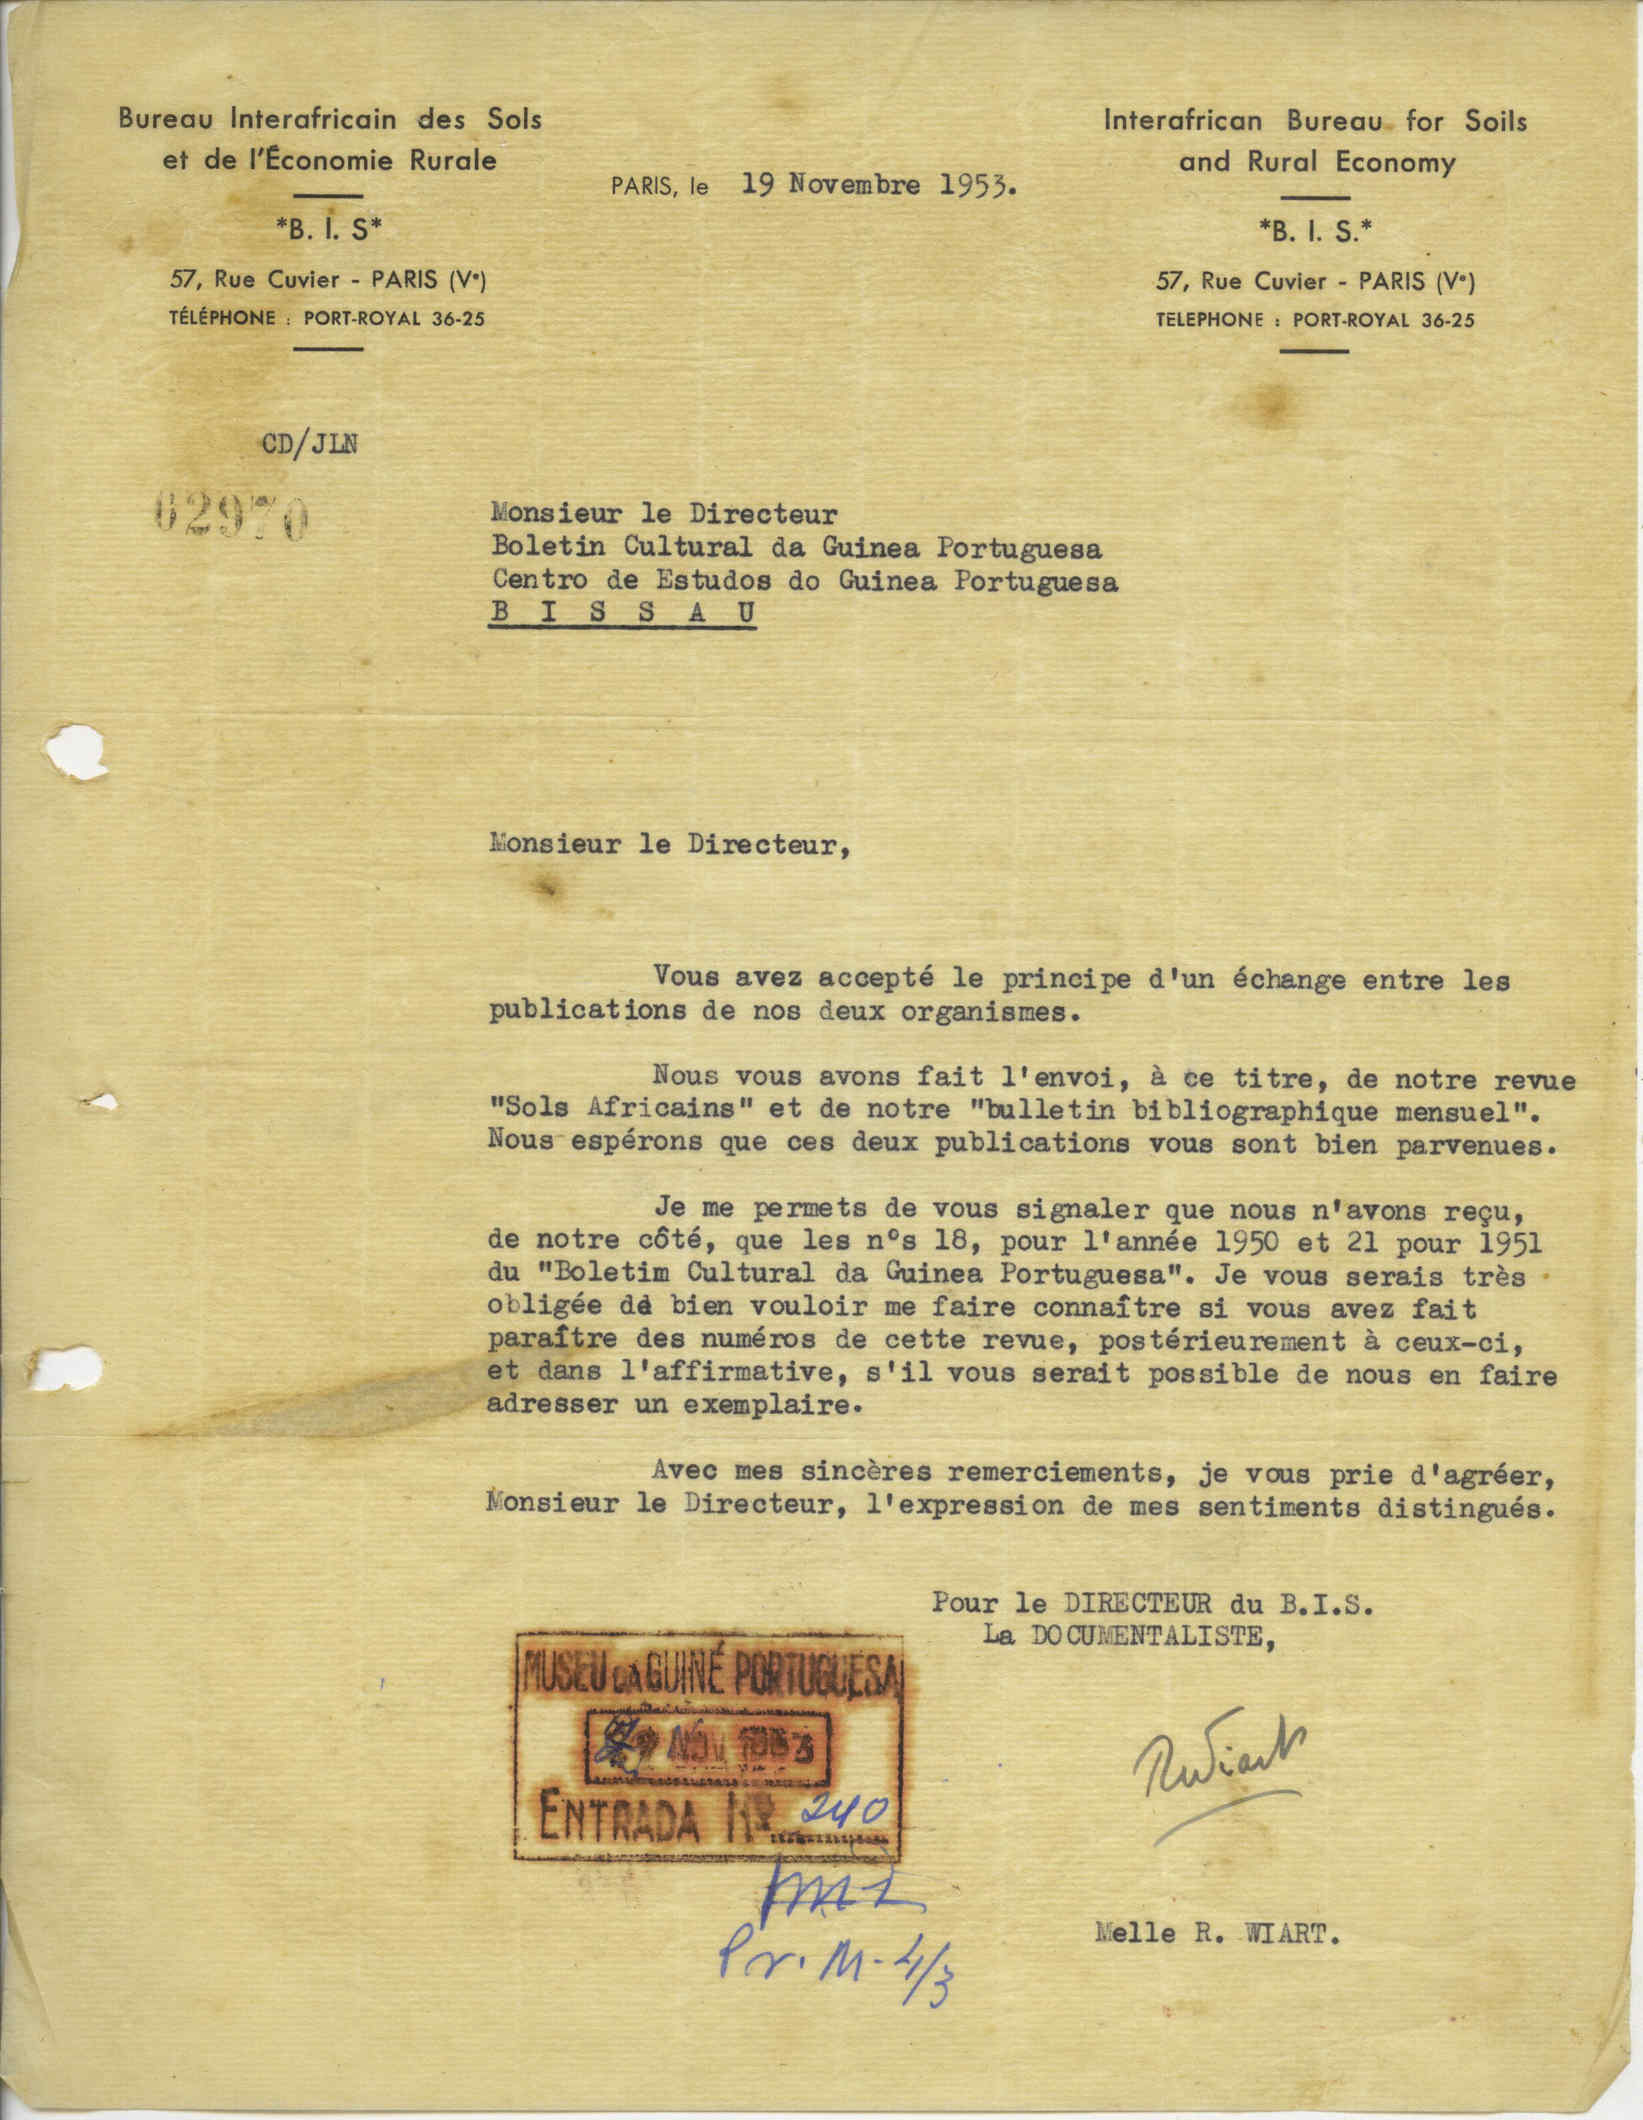 Bureau Interafricain des Sols
et de l'Économie Rurale
*B. I. S*
57, Rue Cuvier - PARIS (Ve)
TÉLÉPHONE : PORT-ROYAL 36-25
PARIS, le 19 Novembre 1953.
Interafrican Bureau for Soils
and Rural Economy
*B. I. S.*
57, Rue Cuvier - PARIS (Ve)
TELEPHONE : PORT-ROYAL 36-25
CD/JLN
02970
Monsieur le Directeur
Boletin Cultural da Guinea Portuguesa
Centro de Estudos do Guinea Portuguesa
B I S S A U
Monsieur le Directeur,
Vous avez accepté le principe d'un échange entre les
publications de nos deux organismes.
Nous vous avons fait l'envoi, à ce titre, de notre revue
"Sols Africains" et de notre "bulletin bibliographique mensuel".
Nous espérons que ces deux publications vous sont bien parvenues.
Je me permets de vous signaler que nous n'avons reçu,
de notre côté, que les n°s 18, pour l'année 1950 et 21 pour 1951
du "Boletim Cultural da Guinea Portuguesa". Je vous serais très
obligée de bien vouloir me faire connaître si vous avez fait
paraître des numéros de cette revue, postérieurement à ceux-ci,
et dans l'affirmative, s'il vous serait possible de nous en faire
adresser un exemplaire.
Avec mes sincères remerciements, je vous prie d'agréer,
Monsieur le Directeur, l'expression de mes sentiments distingués.
Pour le DIRECTEUR du B.I.S.
La DOCUMENTALISTE,
MUSEU DA GUINÉ PORTUGUESA
NOV 1953
ENTRADA Nº 240
RWiart
Pr. M- 4/3
Melle R. WIART.